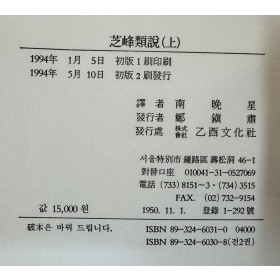 芝峰類說(上)
1994年 1月 5日 初版 1 刷印刷
1994年 5月 10日 初版 2 刷發行
譯者 南晚星
發行者 鄭鎭肅
發行處 株式會社 乙酉文化社
서울特別市 鍾路區 壽松洞 46-1
對替口座 010041-31-0527069
電話 (733) 8151~3 · (734) 3515
FAX. (02) 732-9154
값 15,000원 1950. 11. 1. 登錄 1-292號
破本은 바꿔 드립니다. ISBN 89-324-6031-0 04000
ISBN 89-324-6030-8 (전2권)